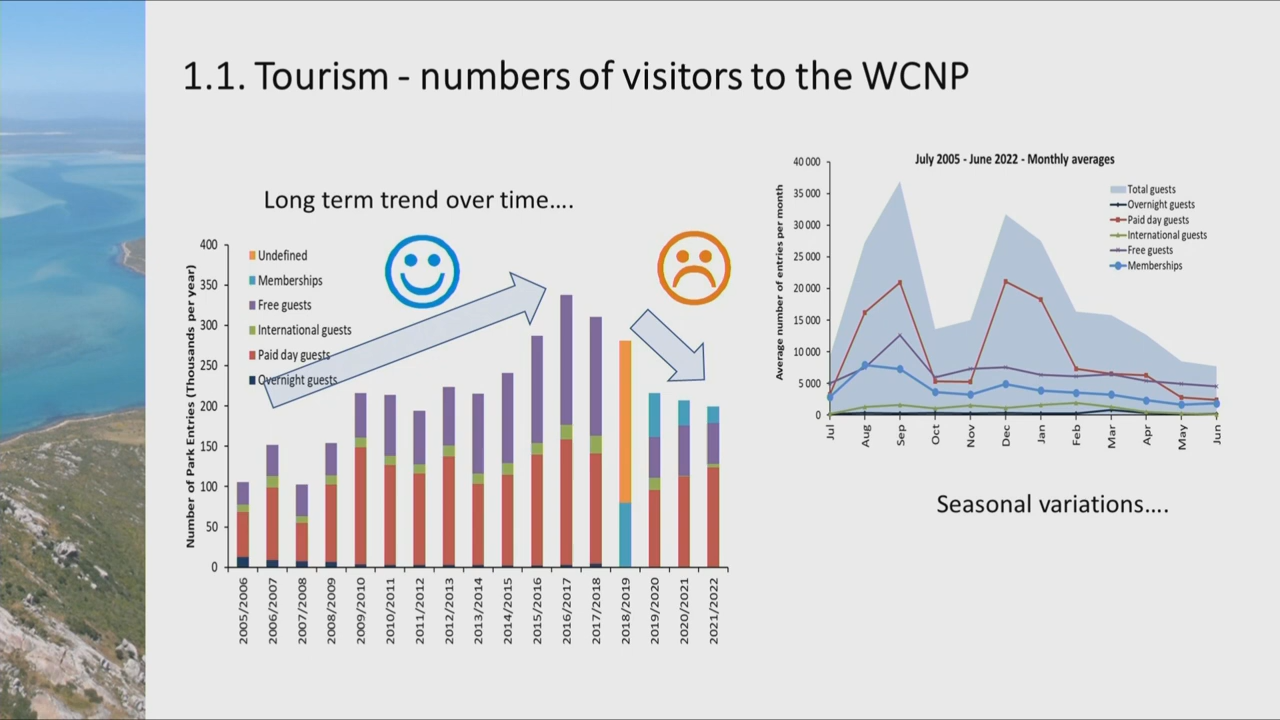 1.1. Tourism - numbers of visitors to the WCNP
Long term trend over time....
Number of Park Entries (Thousands per year)
400
350
300
250
200
150
100
50
0
Undefined
Memberships
Free guests
International guests
Paid day guests
Overnight guests
2005/2006
2006/2007
2007/2008
2008/2009
2009/2010
2010/2011
2011/2012
2012/2013
2013/2014
2014/2015
2015/2016
2016/2017
2017/2018
2018/2019
2019/2020
2020/2021
2021/2022
July 2005 - June 2022 - Monthly averages
Average number of entries per month
40 000
35 000
30 000
25 000
20 000
15 000
10 000
5 000
0
Total guests
Overnight guests
Paid day guests
International guests
Free guests
Memberships
Jul
Aug
Sep
Oct
Nov
Dec
Jan
Feb
Mar
Apr
May
Jun
Seasonal variations....